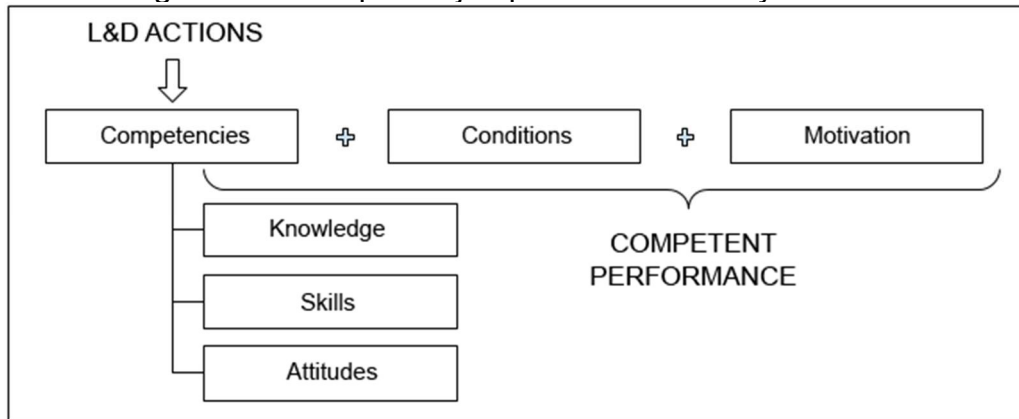 L&D ACTIONS
Competencies
Conditions
Motivation
Knowledge
Skills
Attitudes
COMPETENT
PERFORMANCE